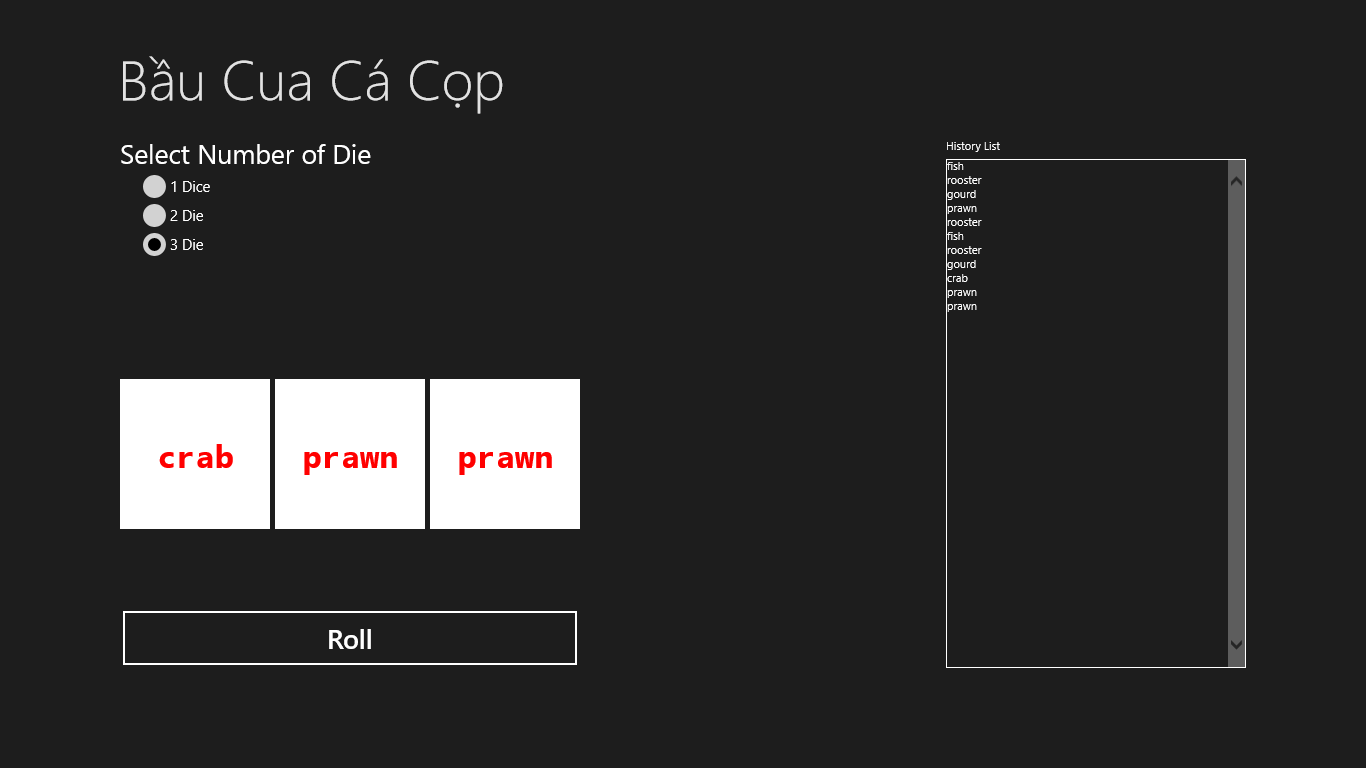 Bầu Cua Cá Cọp
Select Number of Die
1 Dice
2 Die
3 Die
crab prawn prawn
Roll
History List
fish
rooster
gourd
prawn
rooster
fish
rooster
gourd
crab
prawn
prawn